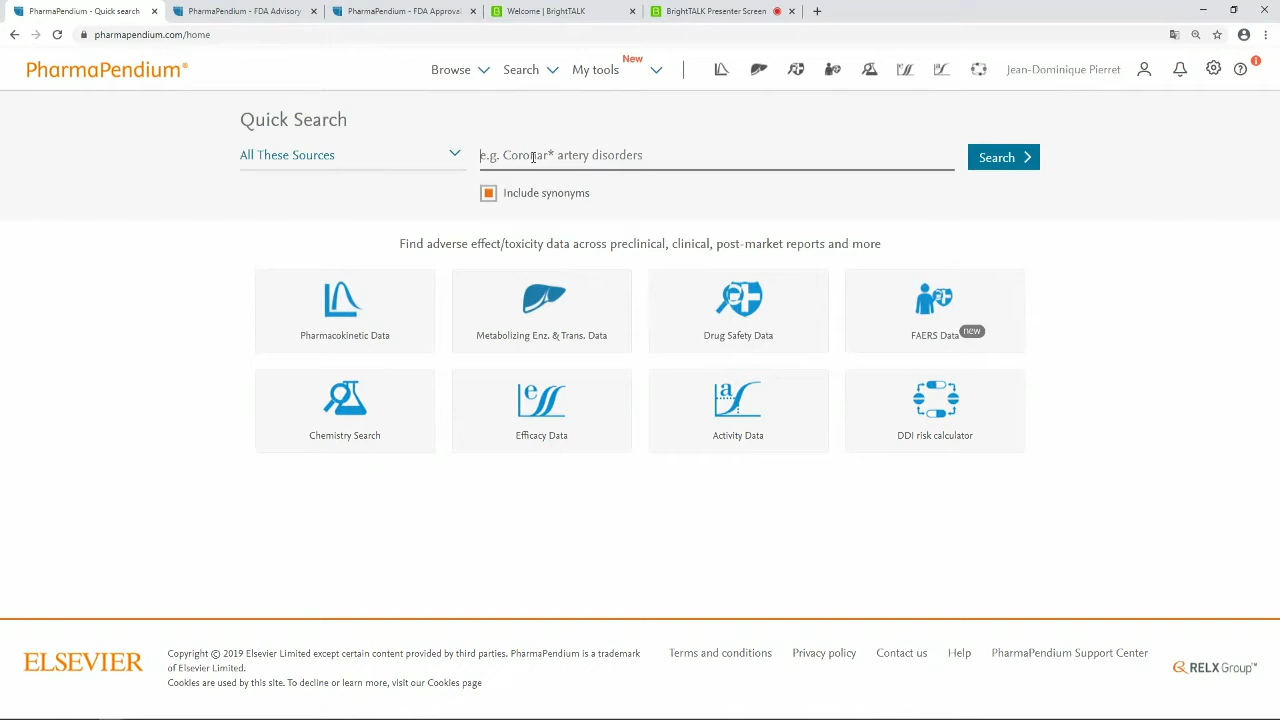 PharmaPendium - Quick search
PharmaPendium - FDA Advisory
PharmaPendium - FDA Approval
Welcome | BrightTALK
BrightTALK Presenter Screen
pharmapendium.com/home
PharmaPendium®
Browse
Search
My tools
New
Jean-Dominique Pierret
Quick Search
All These Sources
e.g. Coronar* artery disorders
Search
Include synonyms
Find adverse effect/toxicity data across preclinical, clinical, post-market reports and more
Pharmacokinetic Data
Metabolizing Enz. & Trans. Data
Drug Safety Data
FAERS Data
new
Chemistry Search
Efficacy Data
Activity Data
DDI risk calculator
ELSEVIER
Copyright © 2019 Elsevier Limited except certain content provided by third parties. PharmaPendium is a trademark
of Elsevier Limited.
Cookies are used by this site. To decline or learn more, visit our Cookies page
Terms and conditions
Privacy policy
Contact us
Help
PharmaPendium Support Center
RELX Group™